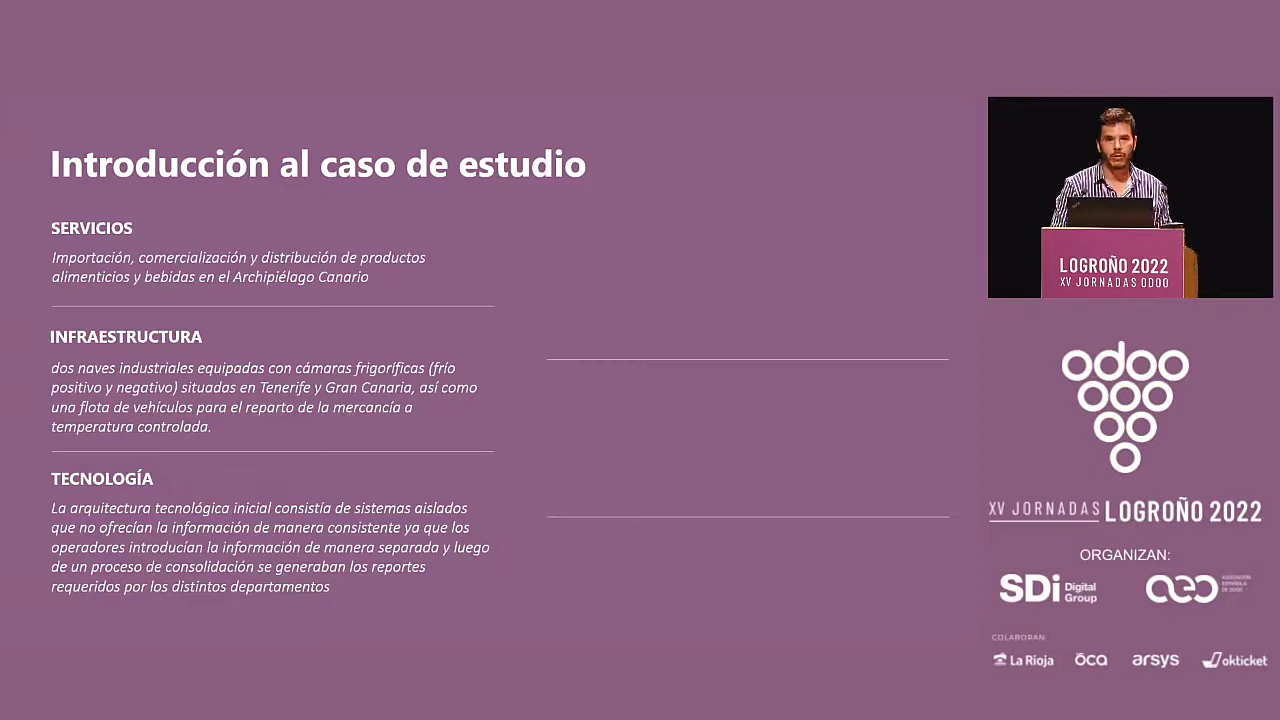 Introducción al caso de estudio
SERVICIOS
Importación, comercialización y distribución de productos
alimenticios y bebidas en el Archipiélago Canario
INFRAESTRUCTURA
dos naves industriales equipadas con cámaras frigoríficas (frío
positivo y negativo) situadas en Tenerife y Gran Canaria, así como
una flota de vehículos para el reparto de la mercancía a
temperatura controlada.
TECNOLOGÍA
La arquitectura tecnológica inicial consistía de sistemas aislados
que no ofrecían la información de manera consistente ya que los
operadores introducían la información de manera separada y luego
de un proceso de consolidación se generaban los reportes
requeridos por los distintos departamentos
LOGROÑO 2022
XV JORNADAS ODOO
odoo
XV JORNADAS LOGROÑO 2022
ORGANIZAN:
SDi Digital
Group
aeo ASOCIACIÓN
ESPAÑOLA
DE ODOO
COLABORAN:
La Rioja
ōca
arsys
okticket